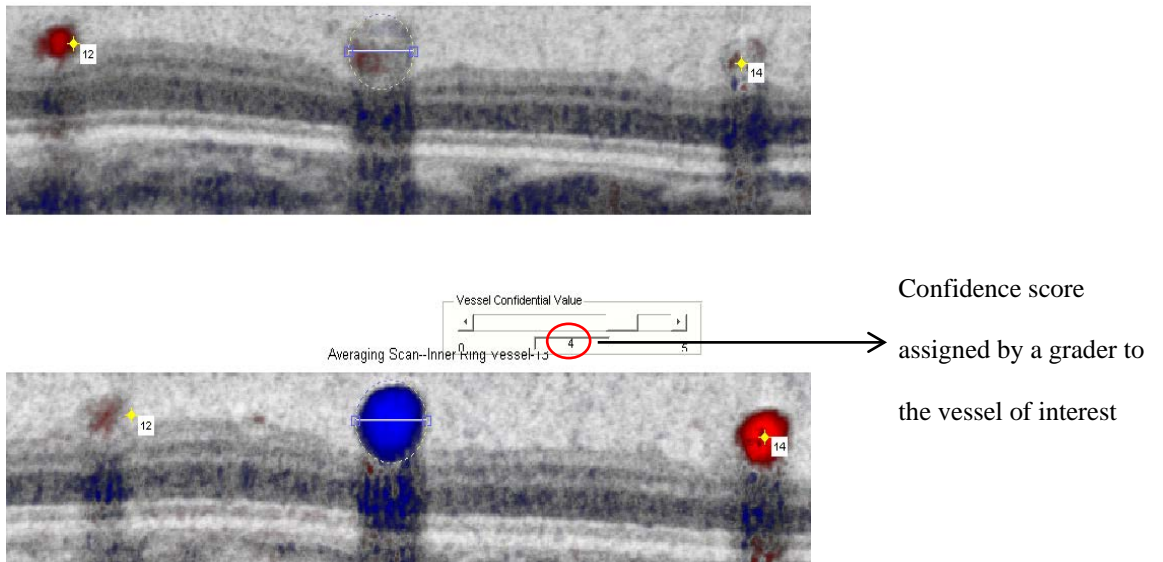 12
14
Vessel Confidential Value
0 4 5
Averaging Scan--Inner Ring Vessel-13
Confidence score
assigned by a grader to
the vessel of interest
12
14